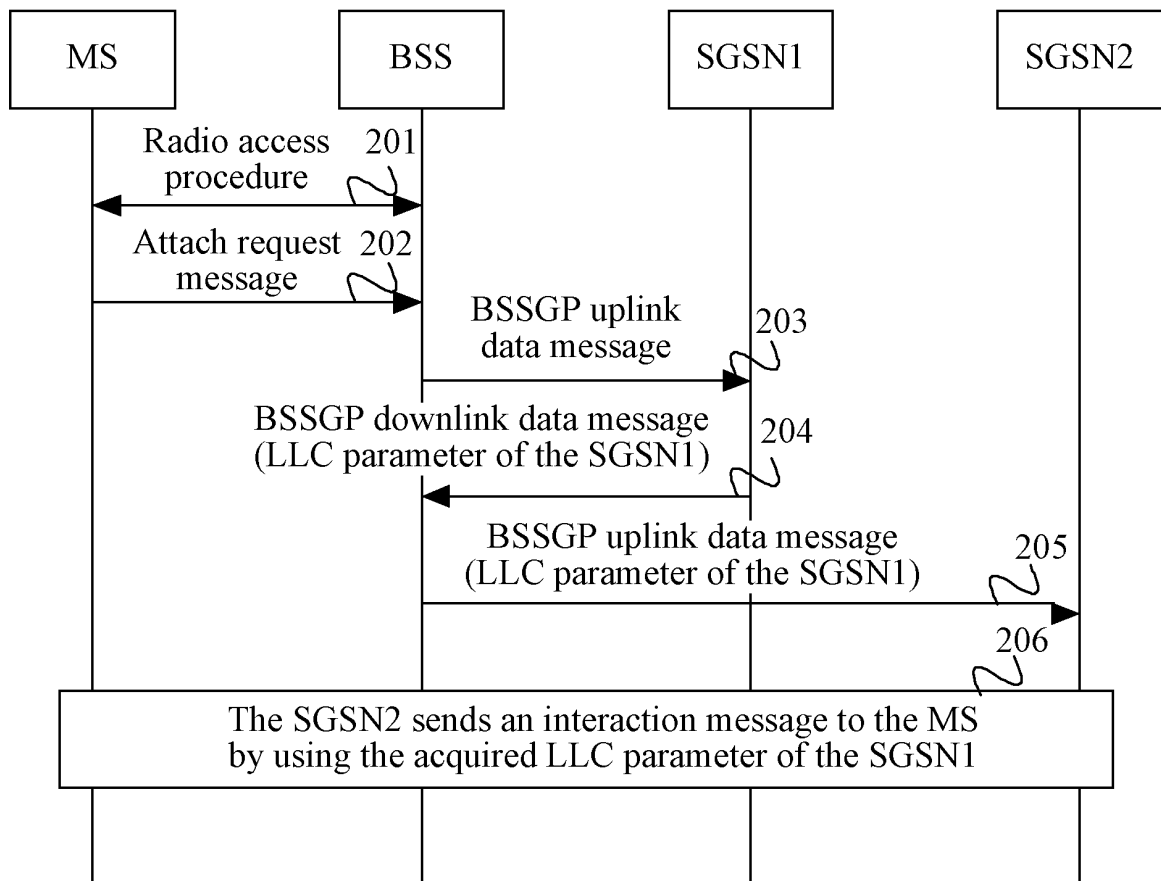 MS
BSS
SGSN1
SGSN2
Radio access
procedure
201
Attach request
message
202
BSSGP uplink
data message
203
BSSGP downlink data message
(LLC parameter of the SGSN1)
204
BSSGP uplink data message
(LLC parameter of the SGSN1)
205
206
The SGSN2 sends an interaction message to the MS
by using the acquired LLC parameter of the SGSN1